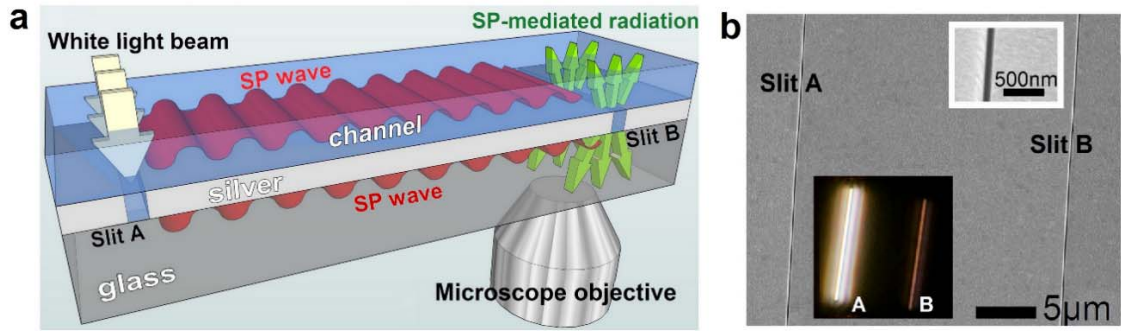 a
White light beam
SP wave
SP-mediated radiation
channel
silver
SP wave
Slit A
Slit B
glass
Microscope objective
b
Slit A
500nm
Slit B
A
B
5μm